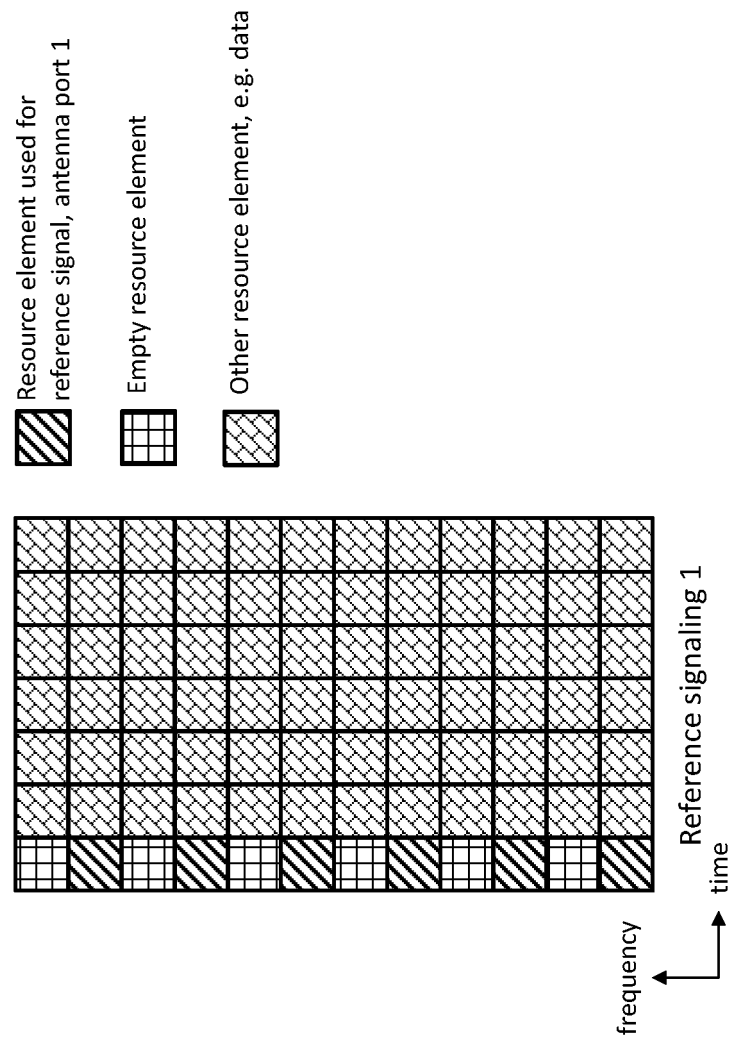 Resource element used for
reference signal, antenna port 1
Empty resource element
Other resource element, e.g. data
Reference signaling 1
frequency
time